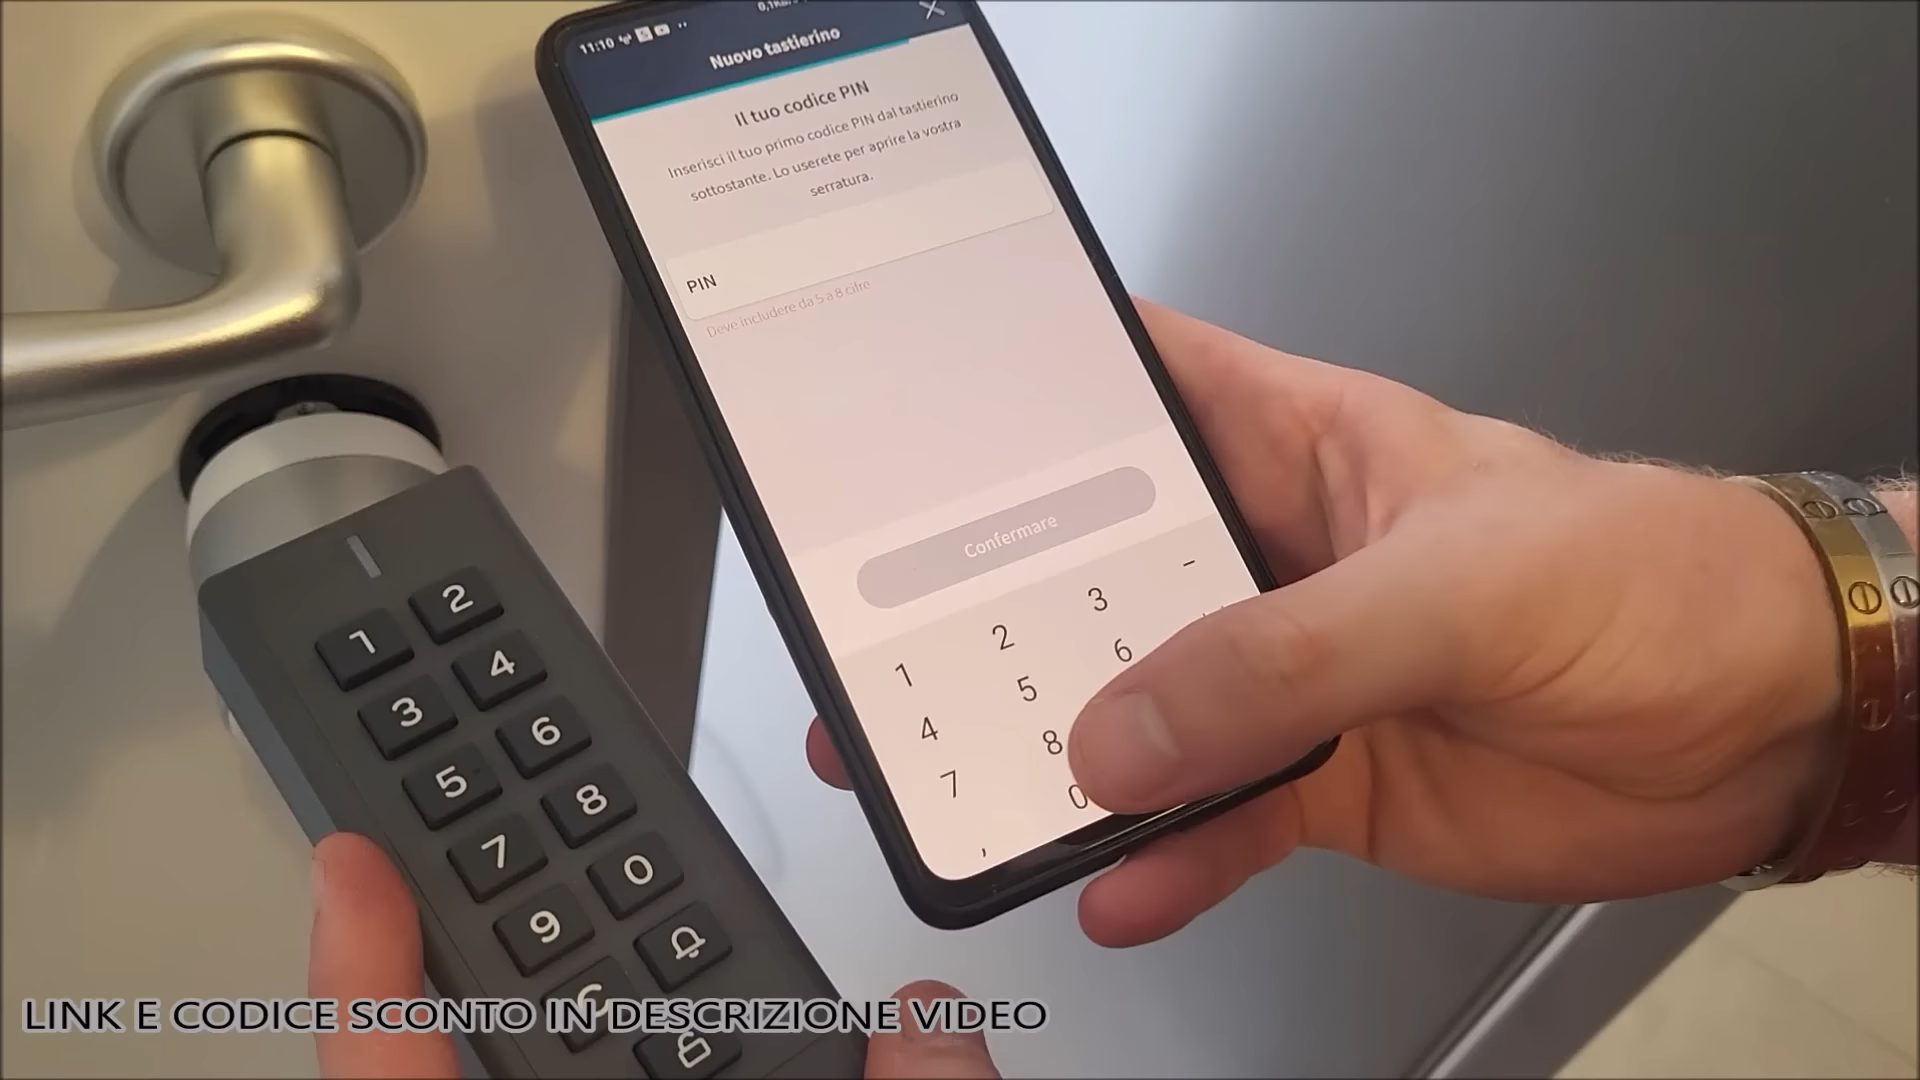 11:10
Nuovo tastierino
Il tuo codice PIN
Inserisci il tuo primo codice PIN dal tastierino
sottostante. Lo userete per aprire la vostra
serratura.
PIN
Deve includere da 5 a 8 cifre
Confermare
1 2 3 -
4 5 6
7 8
, 0
1 2
3 4
5 6
7 8
9 0
LINK E CODICE SCONTO IN DESCRIZIONE VIDEO